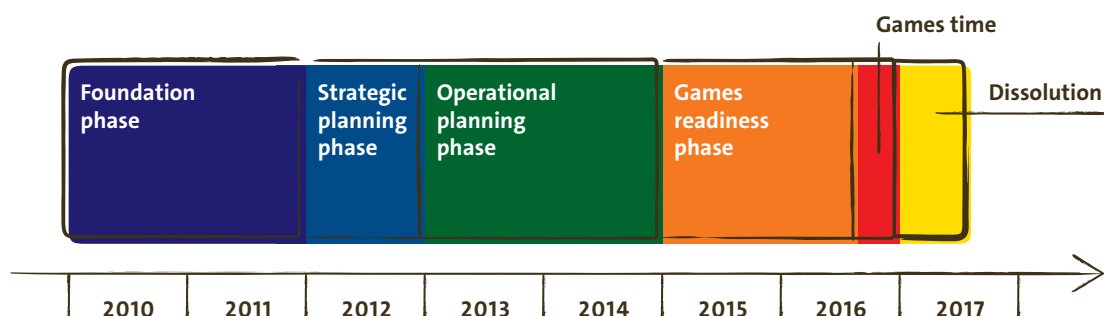 Games time
Foundation
phase
Strategic
planning
phase
Operational
planning
phase
Games
readiness
phase
Dissolution
2010
2011
2012
2013
2014
2015
2016
2017